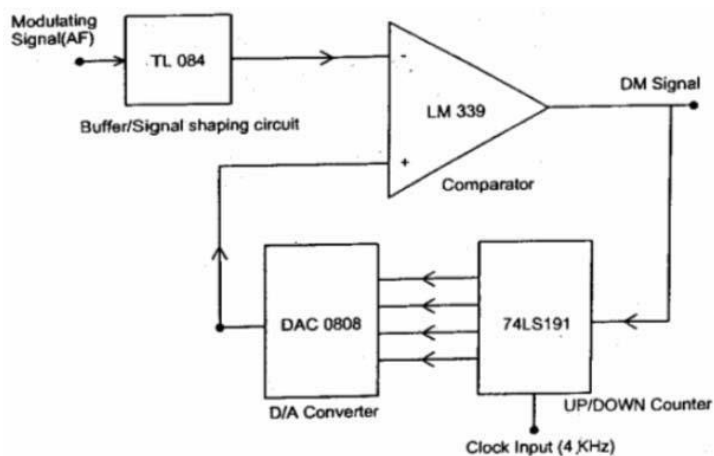 Modulating
Signal(AF)
TL 084
Buffer/Signal shaping circuit
-
LM 339
+
Comparator
DM Signal
DAC 0808
D/A Converter
74LS191
UP/DOWN Counter
Clock Input (4 KHz)